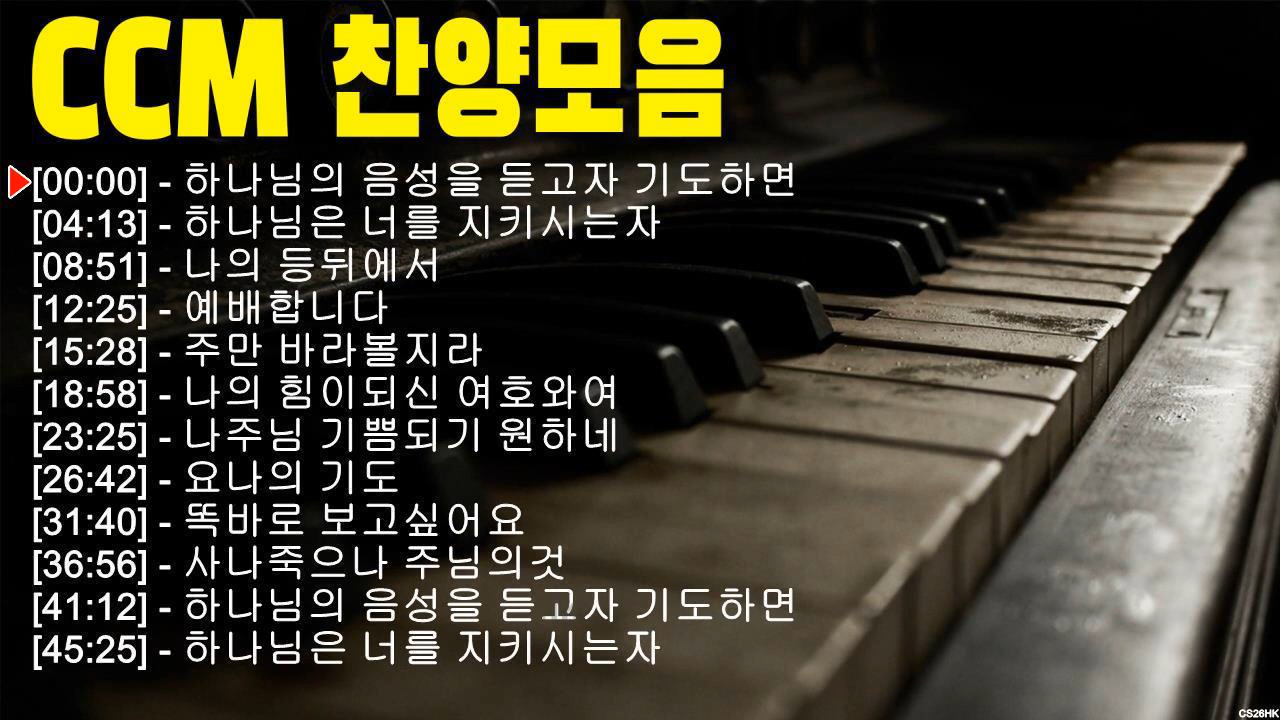 CCM 찬양모음
[00:00] - 하나님의 음성을 듣고자 기도하면
[04:13] - 하나님은 너를 지키시는자
[08:51] - 나의 등뒤에서
[12:25] - 예배합니다
[15:28] - 주만 바라볼지라
[18:58] - 나의 힘이되신 여호와여
[23:25] - 나주님 기쁨되기 원하네
[26:42] - 요나의 기도
[31:40] - 똑바로 보고싶어요
[36:56] - 사나죽으나 주님의것
[41:12] - 하나님의 음성을 듣고자 기도하면
[45:25] - 하나님은 너를 지키시는자
CS26HK